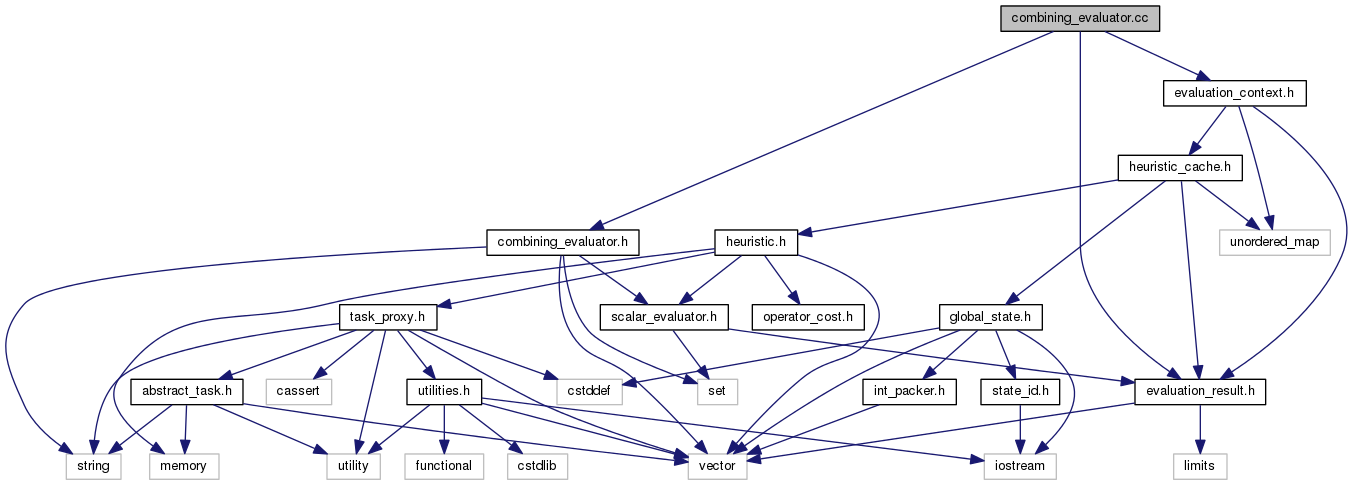 combining_evaluator.cc
evaluation_context.h
heuristic_cache.h
combining_evaluator.h
heuristic.h
unordered_map
task_proxy.h
scalar_evaluator.h
operator_cost.h
global_state.h
abstract_task.h
cassert
utilities.h
cstddef
set
int_packer.h
state_id.h
evaluation_result.h
string
memory
utility
functional
cstdlib
vector
iostream
limits